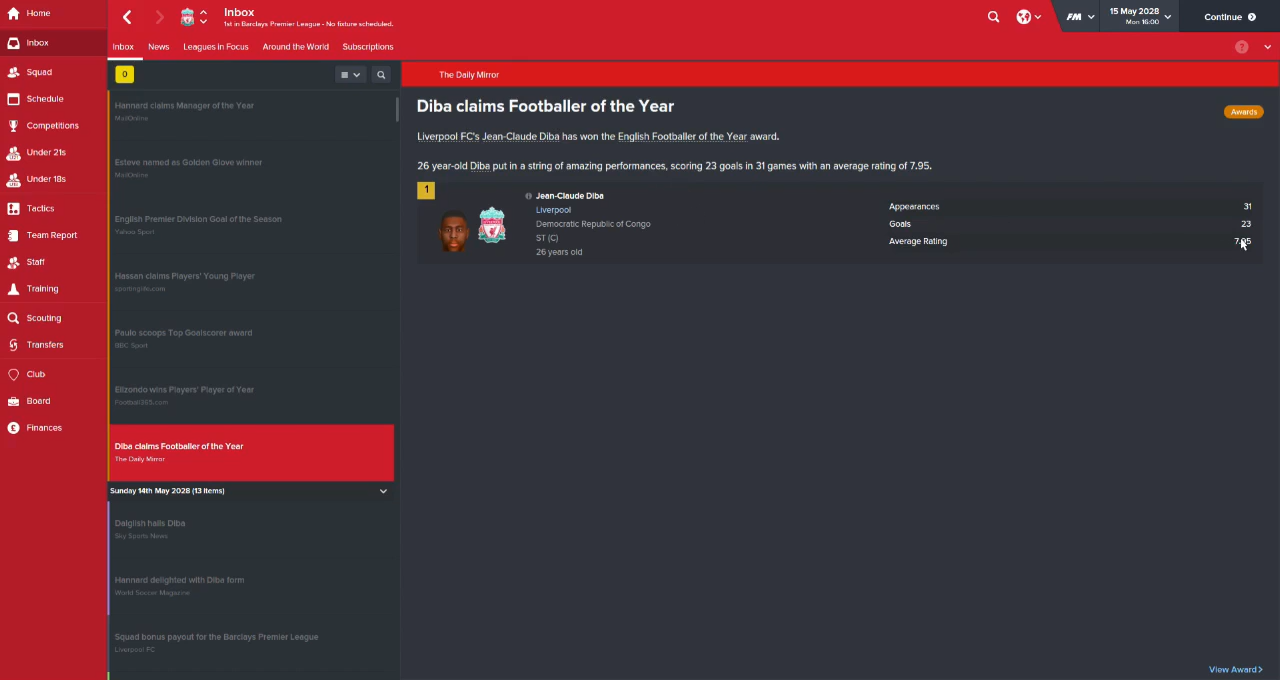 Home
Inbox
Squad
Schedule
Competitions
Under 21s
Under 18s
Tactics
Team Report
Staff
Training
Scouting
Transfers
Club
Board
Finances
Inbox
1st in Barclays Premier League - No fixture scheduled.
FM
15 May 2028
Mon 16:00
Continue
Inbox News Leagues in Focus Around the World Subscriptions
?
0
Hannard claims Manager of the Year
MailOnline
Esteve named as Golden Glove winner
MailOnline
English Premier Division Goal of the Season
Yahoo Sport
Hassan claims Players' Young Player
sportinglife.com
Paulo scoops Top Goalscorer award
BBC Sport
Elizondo wins Players' Player of Year
Football365.com
Diba claims Footballer of the Year
The Daily Mirror
Sunday 14th May 2028 (13 items)
Dalglish hails Diba
Sky Sports News
Hannard delighted with Diba form
World Soccer Magazine
Squad bonus payout for the Barclays Premier League
Liverpool FC
The Daily Mirror
Diba claims Footballer of the Year
Awards
Liverpool FC's Jean-Claude Diba has won the English Footballer of the Year award.
26 year-old Diba put in a string of amazing performances, scoring 23 goals in 31 games with an average rating of 7.95.
1
Jean-Claude Diba
Liverpool
Democratic Republic of Congo
ST (C)
26 years old
Appearances 31
Goals 23
Average Rating 7.95
View Award>